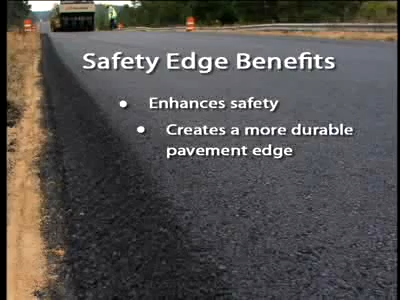 Safety Edge Benefits
• Enhances safety
• Creates a more durable
pavement edge